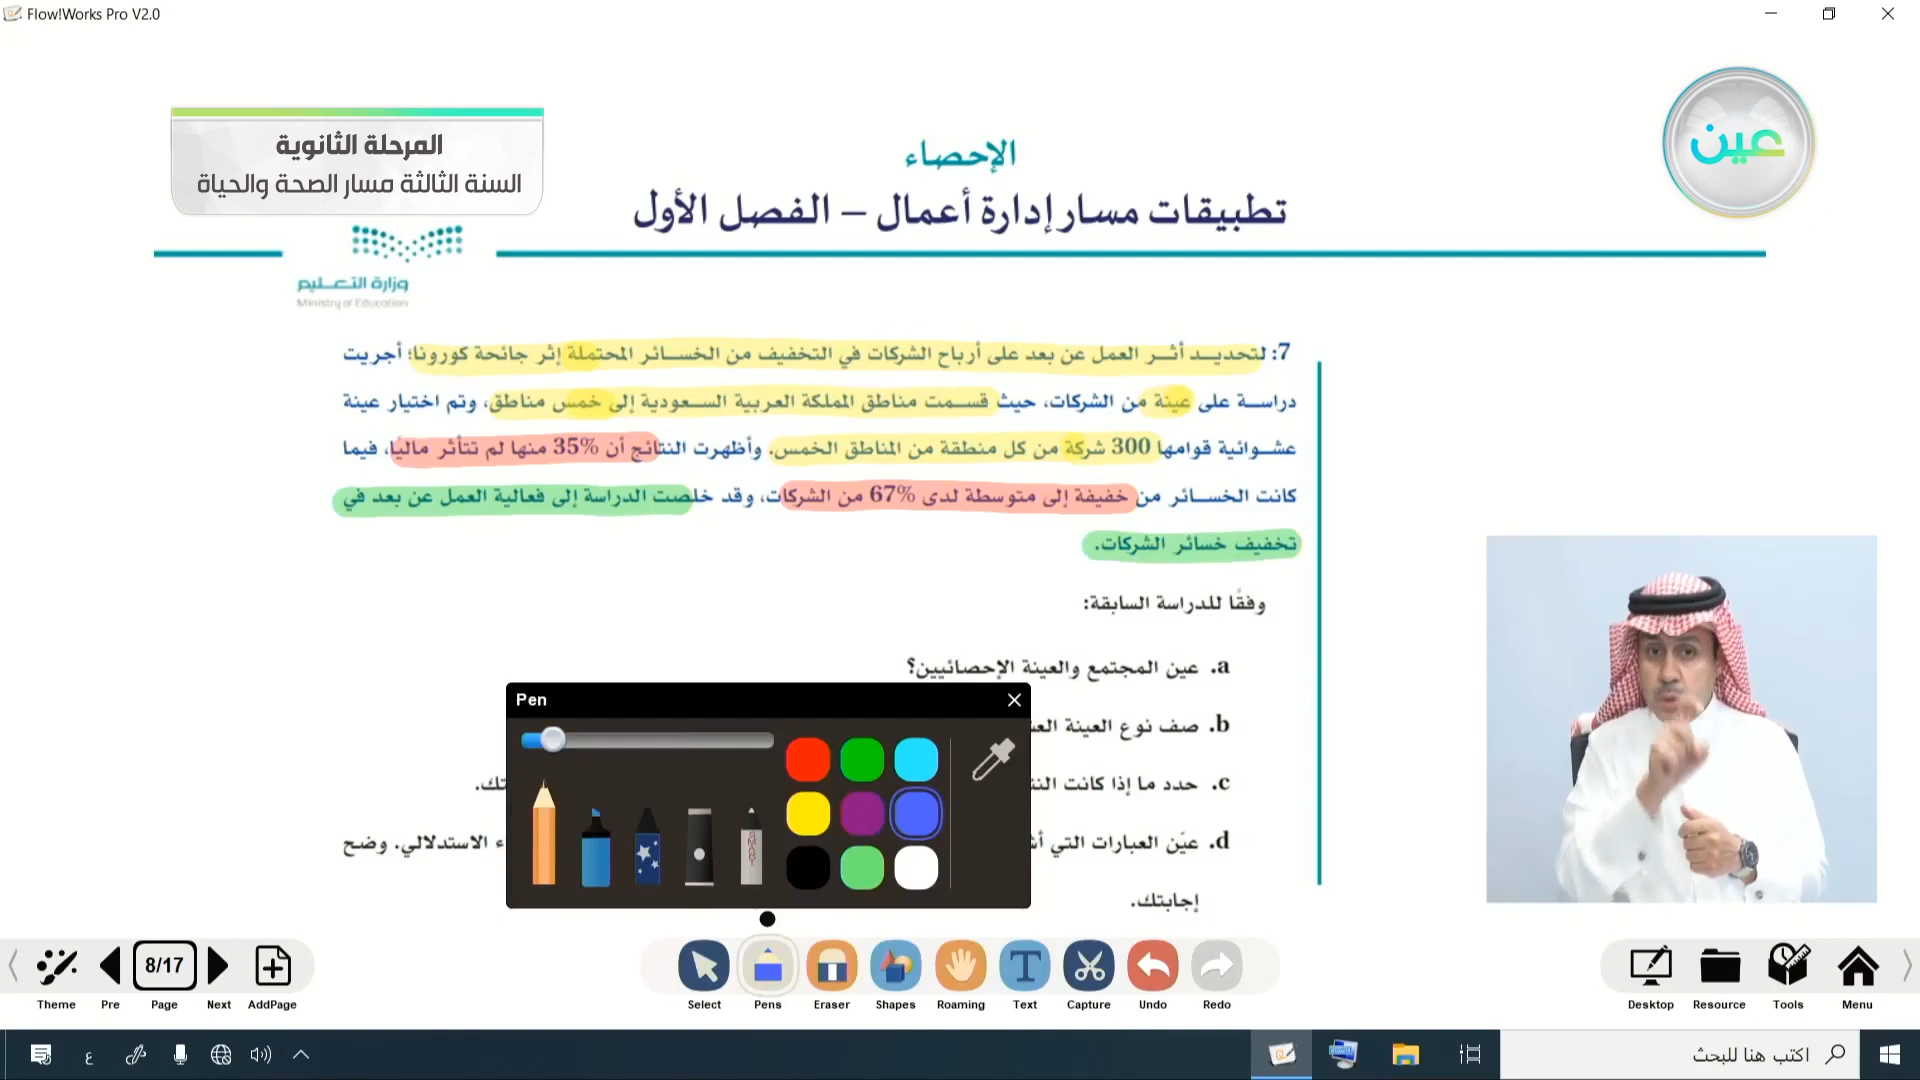 Flow!Works Pro V2.0
عين
المرحلة الثانوية
السنة الثالثة مسار الصحة والحياة
الإحصاء
تطبيقات مسار إدارة أعمال – الفصل الأول
وزارة التعليم
Ministry of Education
7: لتحديد أثر العمل عن بعد على أرباح الشركات في التخفيف من الخسائر المحتملة إثر جائحة كورونا؛ أجريت
دراسة على عينة من الشركات، حيث قسمت مناطق المملكة العربية السعودية إلى خمس مناطق، وتم اختيار عينة
عشوائية قوامها 300 شركة من كل منطقة من المناطق الخمس. وأظهرت النتائج أن 35% منها لم تتأثر ماليًا، فيما
كانت الخسائر من خفيفة إلى متوسطة لدى 67% من الشركات، وقد خلصت الدراسة إلى فعالية العمل عن بعد في
تخفيف خسائر الشركات.
وفقًا للدراسة السابقة:
a. عين المجتمع والعينة الإحصائيين؟
b. صف نوع العينة
c. حدد ما إذا كانت
d. عيّن العبارات التي
ء الاستدلالي. وضح
إجابتك.
Pen
SMART
8/17
Theme
Pre
Page
Next
AddPage
Select
Pens
Eraser
Shapes
Roaming
T
Text
Capture
Undo
Redo
Desktop
Resource
Tools
Menu
ع
اكتب هنا للبحث